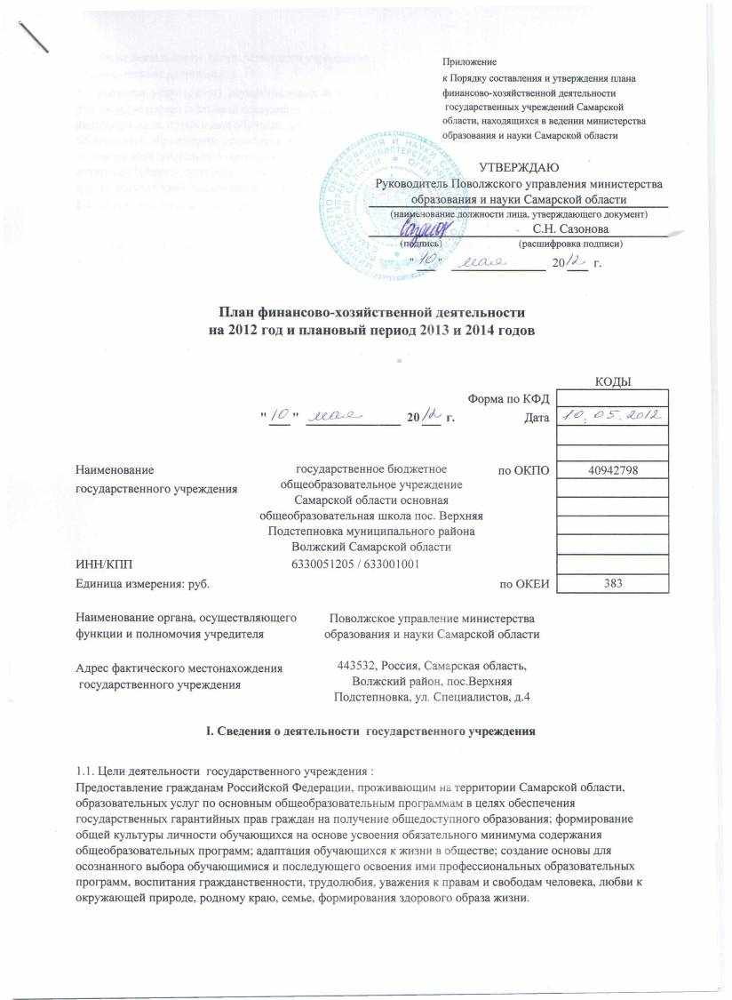 Приложение
к Порядку составления и утверждения плана
финансово-хозяйственной деятельности
государственных учреждений Самарской
области, находящихся в ведении министерства
образования и науки Самарской области
УТВЕРЖДАЮ
Руководитель Поволжского управления министерства
образования и науки Самарской области
(наименование должности лица, утверждающего документ)
С.Н. Сазонова
(подпись) (расшифровка подписи)
" 10 " мая 2012 г.
План финансово-хозяйственной деятельности
на 2012 год и плановый период 2013 и 2014 годов
КОДЫ
Форма по КФД
" 10 " мая 2012 г. Дата 10.05.2012
Наименование государственное бюджетное по ОКПО 40942798
государственного учреждения общеобразовательное учреждение
Самарской области основная
общеобразовательная школа пос. Верхняя
Подстепновка муниципального района
Волжский Самарской области
ИНН/КПП 6330051205 / 633001001
Единица измерения: руб. по ОКЕИ 383
Наименование органа, осуществляющего Поволжское управление министерства
функции и полномочия учредителя образования и науки Самарской области
Адрес фактического местонахождения 443532, Россия, Самарская область,
государственного учреждения Волжский район, пос.Верхняя
Подстепновка, ул. Специалистов, д.4
I. Сведения о деятельности государственного учреждения
1.1. Цели деятельности государственного учреждения :
Предоставление гражданам Российской Федерации, проживающим на территории Самарской области,
образовательных услуг по основным общеобразовательным программам в целях обеспечения
государственных гарантийных прав граждан на получение общедоступного образования; формирование
общей культуры личности обучающихся на основе усвоения обязательного минимума содержания
общеобразовательных программ; адаптация обучающихся к жизни в обществе; создание основы для
осознанного выбора обучающимися и последующего освоения ими профессиональных образовательных
программ, воспитания гражданственности, трудолюбия, уважения к правам и свободам человека, любви к
окружающей природе, родному краю, семье, формирования здорового образа жизни.